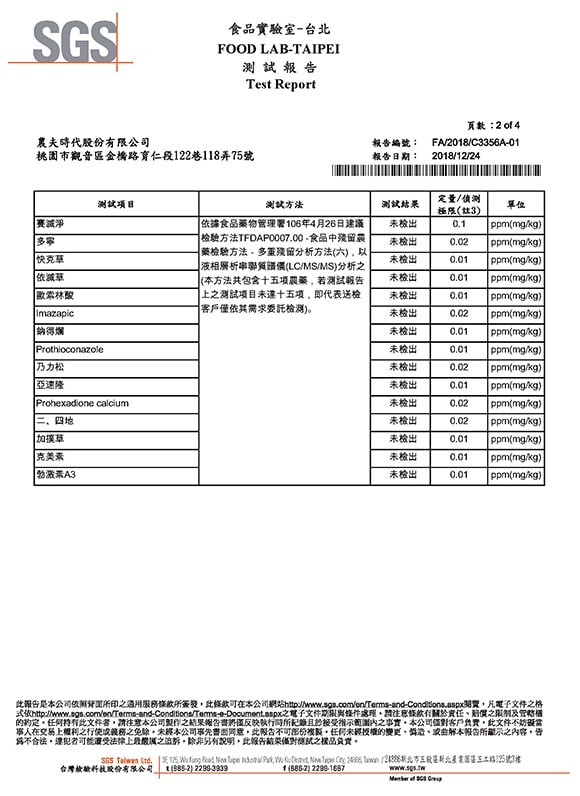 SGS
食品實驗室-台北
FOOD LAB-TAIPEI
測 試 報 告
Test Report
頁數 : 2 of 4
農夫時代股份有限公司
報告編號： FA/2018/C3356A-01
桃園市觀音區金橋路育仁段122巷118弄75號
報告日期： 2018/12/24
測試項目 測試方法 測試結果 定量/偵測極限(註3) 單位
賽滅淨 未檢出 0.1 ppm(mg/kg)
多寧 未檢出 0.02 ppm(mg/kg)
快克草 未檢出 0.01 ppm(mg/kg)
依滅草 未檢出 0.01 ppm(mg/kg)
歐索林酸 未檢出 0.01 ppm(mg/kg)
Imazapic 未檢出 0.02 ppm(mg/kg)
鈉得爛 未檢出 0.01 ppm(mg/kg)
Prothioconazole 未檢出 0.01 ppm(mg/kg)
乃力松 未檢出 0.02 ppm(mg/kg)
亞速隆 未檢出 0.01 ppm(mg/kg)
Prohexadione calcium 未檢出 0.02 ppm(mg/kg)
二、四地 未檢出 0.02 ppm(mg/kg)
加撲草 未檢出 0.01 ppm(mg/kg)
克美素 未檢出 0.01 ppm(mg/kg)
勃激素A3 未檢出 0.01 ppm(mg/kg)
依據食品藥物管理署106年4月26日建議
檢驗方法TFDAP0007.00 -食品中殘留農
藥檢驗方法 - 多重殘留分析方法(六)，以
液相層析串聯質譜儀(LC/MS/MS)分析之
(本方法共包含十五項農藥，若測試報告
上之測試項目未達十五項，即代表送檢
客戶僅依其需求委託檢測)。
此報告是本公司依照背面所印之通用服務條款所簽發，此條款可在本公司網站http://www.sgs.com/en/Terms-and-Conditions.aspx閱覽，凡電子文件之格
式依http://www.sgs.com/en/Terms-and-Conditions/Terms-e-Document.aspx之電子文件期限與條件處理。請注意條款有關於責任、賠償之限制及管轄權
的約定。任何持有此文件者，請注意本公司製作之結果報告書將僅反映執行時所紀錄且於接受指示範圍內之事實。本公司僅對客戶負責，此文件不妨礙當
事人在交易上權利之行使或義務之免除。未經本公司事先書面同意，此報告不可部份複製。任何未經授權的變更、偽造、或曲解本報告所顯示之內容，皆
為不合法，違犯者可能遭受法律上最嚴厲之追訴。除非另有說明，此報告結果僅對測試之樣品負責。
SGS Taiwan Ltd.
台灣檢驗科技股份有限公司
3F, 125, Wu Kung Road, New Taipei Industrial Park, Wu Ku District, New Taipei City, 24886, Taiwan / 24886新北市五股區新北產業園區五工路125號3樓
t (886-2) 2299-3939 f (886-2) 2299-1687 www.sgs.tw
Member of SGS Group